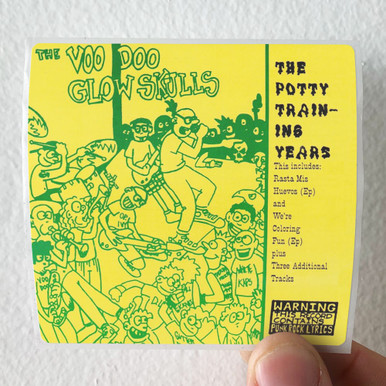 THE VOO DOO
GLOW SKULLS
THE
POTTY
TRAIN-
ING
YEARS
This includes:
Rasta Mis
Huevos (Ep)
and
We're
Coloring
Fun (Ep)
plus
Three Additional
Tracks
WARNING
THIS RECORD
CONTAINS
PUNK ROCK LYRICS